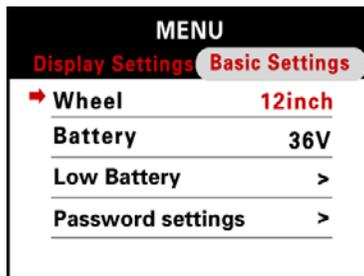 MENU
Display Settings Basic Settings
Wheel 12inch
Battery 36V
Low Battery >
Password settings >